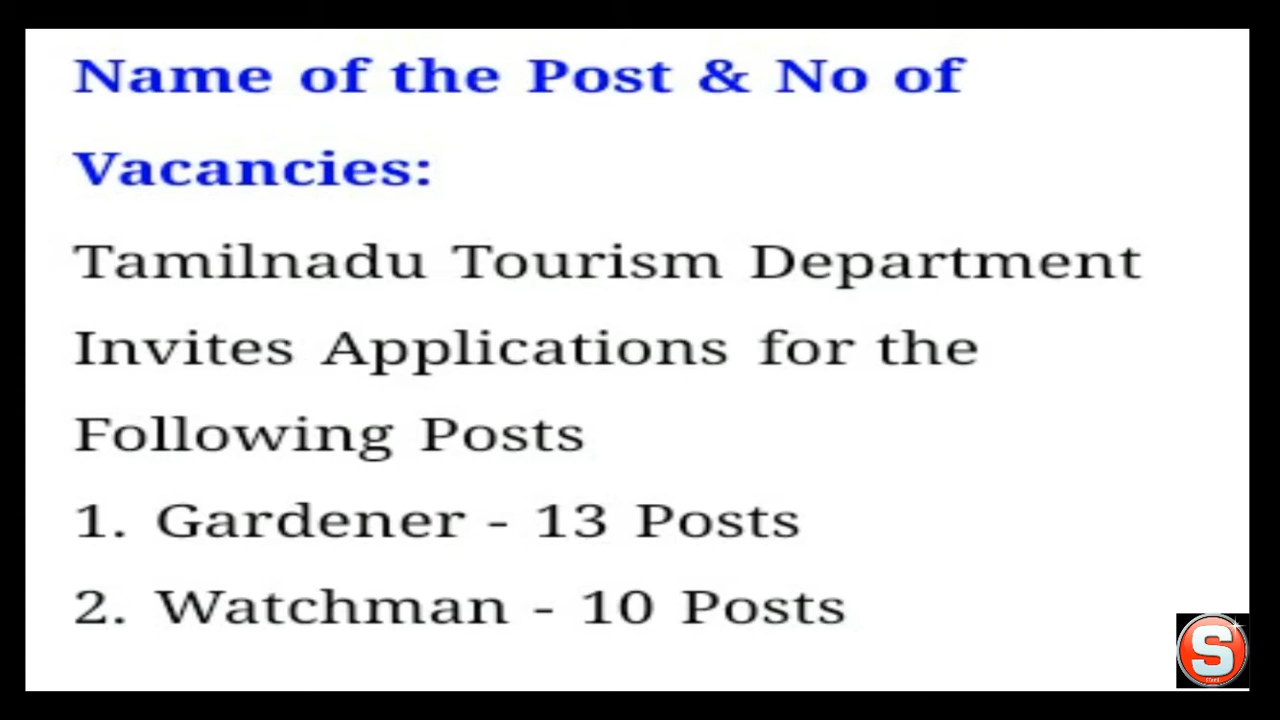 Name of the Post & No of
Vacancies:
Tamilnadu Tourism Department
Invites Applications for the
Following Posts
1. Gardener - 13 Posts
2. Watchman - 10 Posts
S